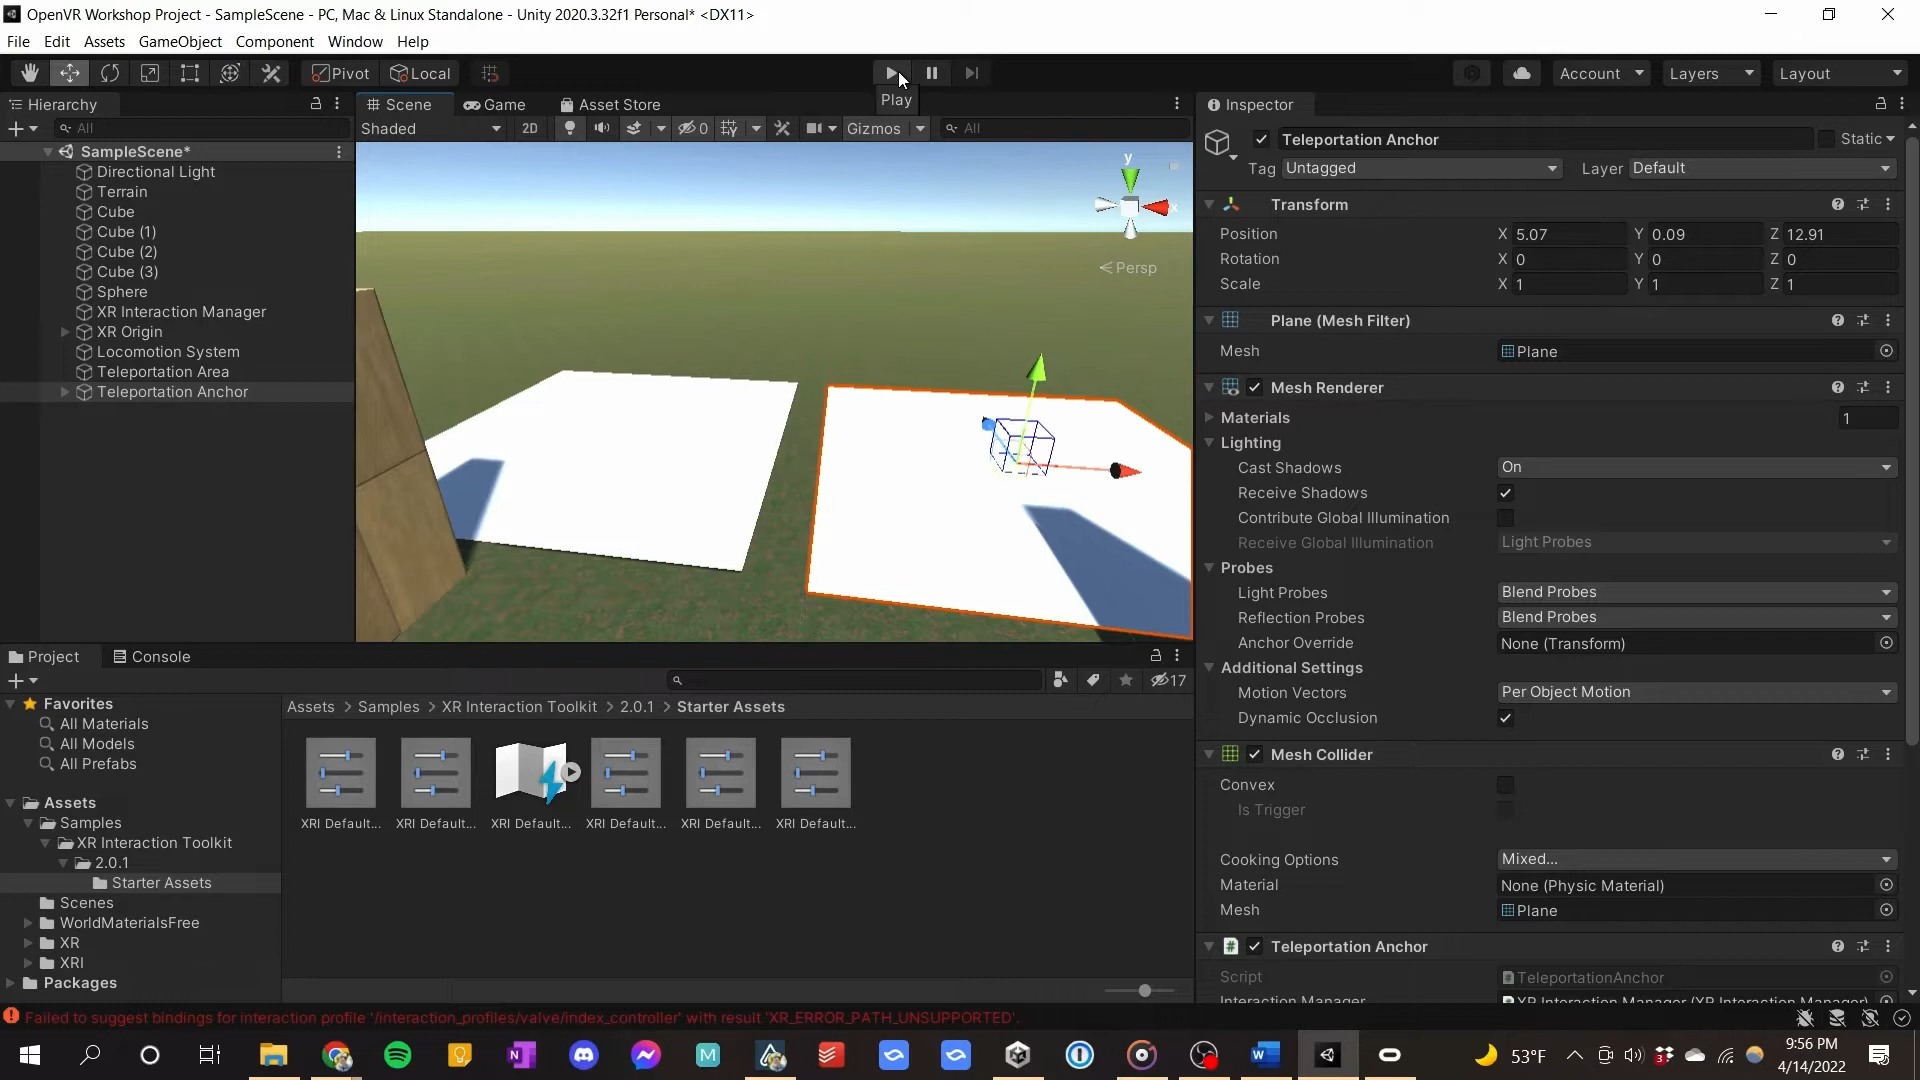 OpenVR Workshop Project - SampleScene - PC, Mac & Linux Standalone - Unity 2020.3.32f1 Personal* <DX11>
File Edit Assets GameObject Component Window Help
Pivot Local Account Layers Layout
Play
Hierarchy
All
SampleScene*
Directional Light
Terrain
Cube
Cube (1)
Cube (2)
Cube (3)
Sphere
XR Interaction Manager
XR Origin
Locomotion System
Teleportation Area
Teleportation Anchor
Scene Game Asset Store
Shaded 2D 0 Gizmos All
y
x
Persp
Inspector
Teleportation Anchor Static
Tag Untagged Layer Default
Transform
Position X 5.07 Y 0.09 Z 12.91
Rotation X 0 Y 0 Z 0
Scale X 1 Y 1 Z 1
Plane (Mesh Filter)
Mesh Plane
Mesh Renderer
Materials 1
Lighting
Cast Shadows On
Receive Shadows
Contribute Global Illumination
Receive Global Illumination Light Probes
Probes
Light Probes Blend Probes
Reflection Probes Blend Probes
Anchor Override None (Transform)
Additional Settings
Motion Vectors Per Object Motion
Dynamic Occlusion
Mesh Collider
Convex
Is Trigger
Cooking Options Mixed...
Material None (Physic Material)
Mesh Plane
Teleportation Anchor
Script TeleportationAnchor
Interaction Manager XR Interaction Manager (XR Interaction Manager)
Project Console
17
Favorites
All Materials
All Models
All Prefabs
Assets
Samples
XR Interaction Toolkit
2.0.1
Starter Assets
Scenes
WorldMaterialsFree
XR
XRI
Packages
Assets > Samples > XR Interaction Toolkit > 2.0.1 > Starter Assets
XRI Default... XRI Default... XRI Default... XRI Default... XRI Default... XRI Default...
Failed to suggest bindings for interaction profile '/interaction_profiles/valve/index_controller' with result 'XR_ERROR_PATH_UNSUPPORTED'.
53°F
9:56 PM
4/14/2022